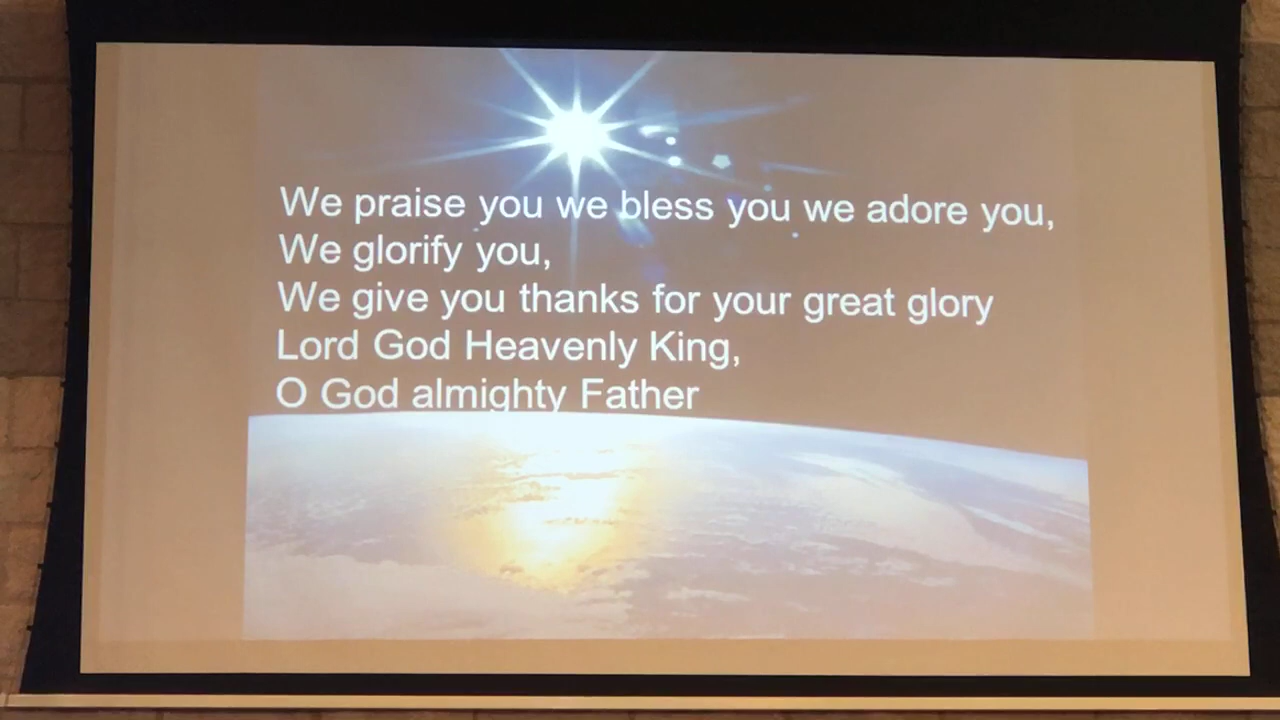 We praise you we bless you we adore you,
We glorify you,
We give you thanks for your great glory
Lord God Heavenly King,
O God almighty Father